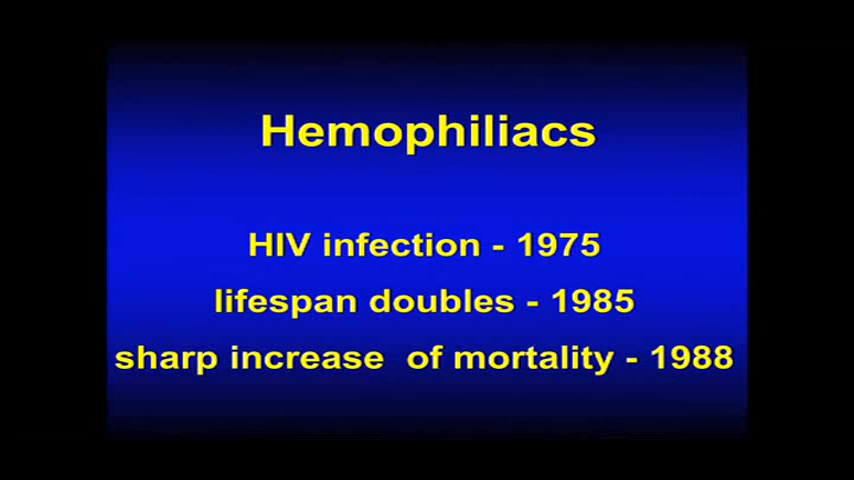 Hemophiliacs
HIV infection - 1975
lifespan doubles - 1985
sharp increase  of mortality - 1988